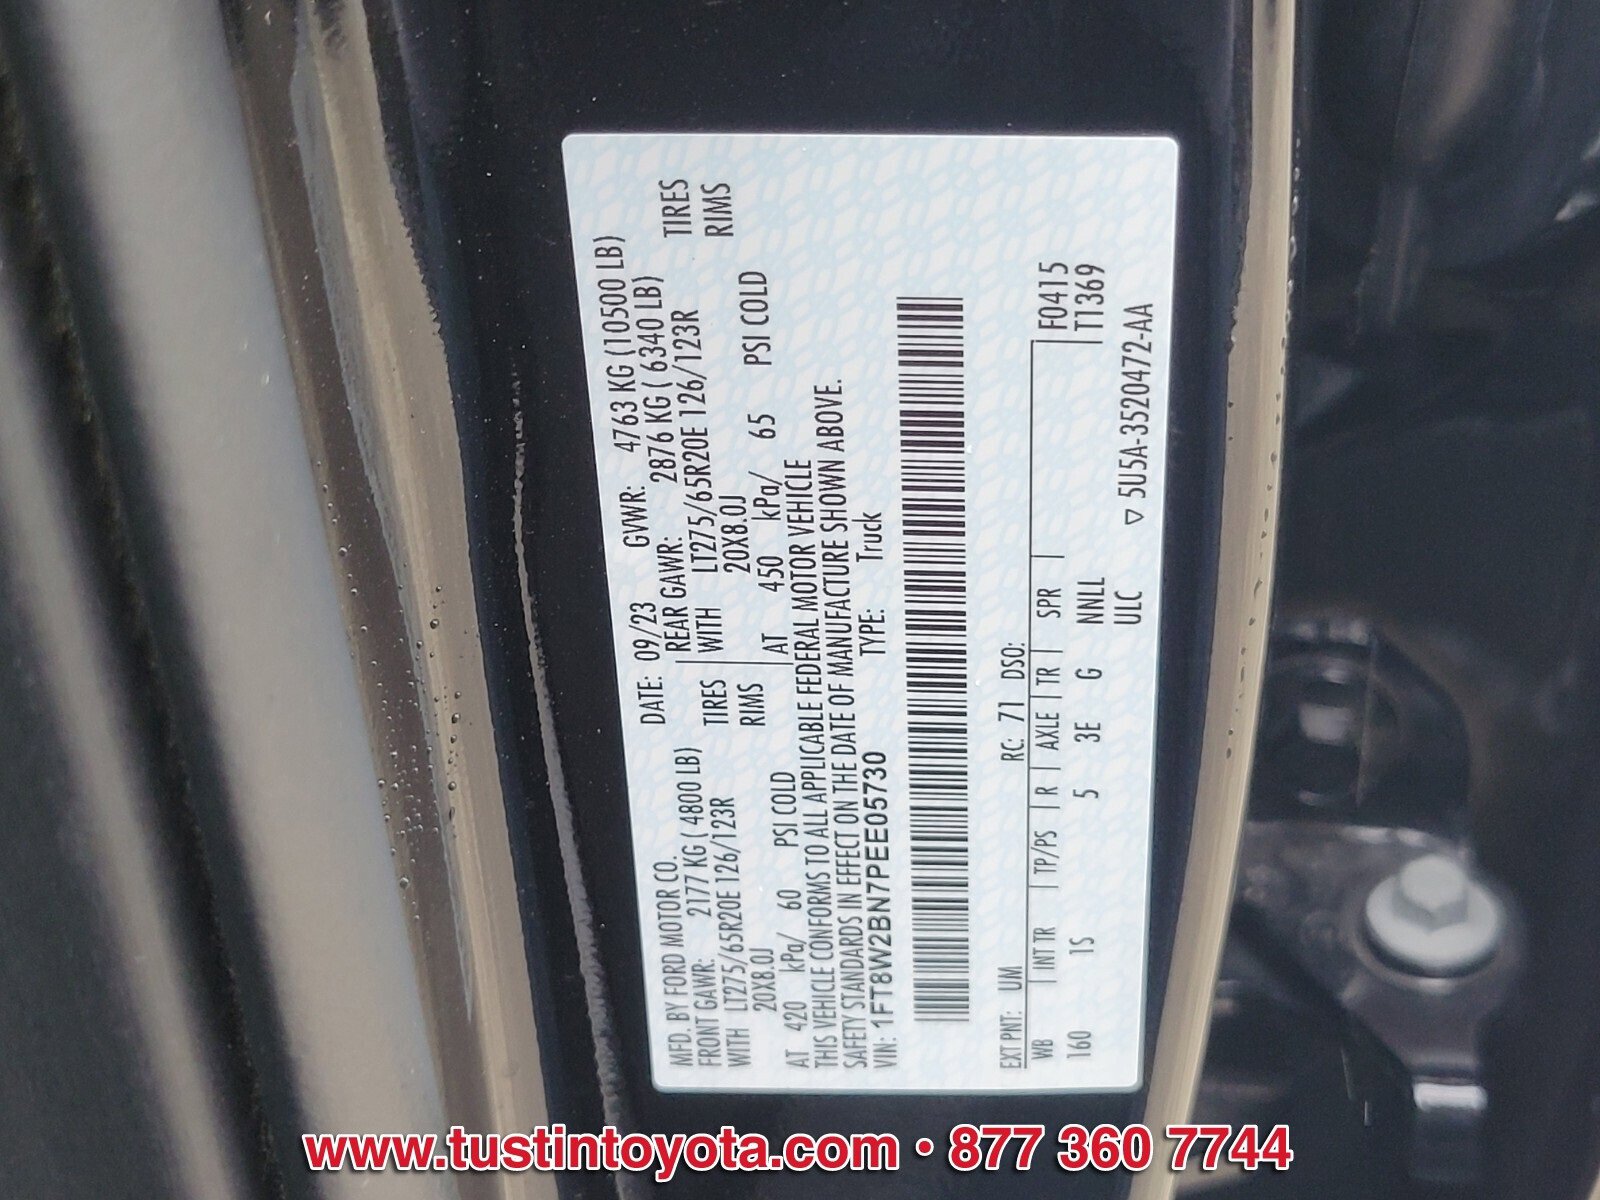 MFD. BY FORD MOTOR CO.
DATE: 09/23 GVWR: 4763 KG (10500 LB)
FRONT GAWR: 2177 KG ( 4800 LB)
REAR GAWR: 2876 KG ( 6340 LB)
WITH LT275/65R20E 126/123R TIRES
WITH LT275/65R20E 126/123R TIRES
20X8.0J RIMS
20X8.0J RIMS
AT 420 kPa/ 60 PSI COLD
AT 450 kPa/ 65 PSI COLD
THIS VEHICLE CONFORMS TO ALL APPLICABLE FEDERAL MOTOR VEHICLE
SAFETY STANDARDS IN EFFECT ON THE DATE OF MANUFACTURE SHOWN ABOVE.
VIN: 1FT8W2BN7PEE05730 TYPE: Truck
EXT PNT: UM RC: 71 DSO: F0415
WB INT TR TP/PS R AXLE TR SPR T1369
160 1S 5 3E G NNLL
ULC ▽ 5U5A-3520472-AA
www.tustintoyota.com • 877 360 7744